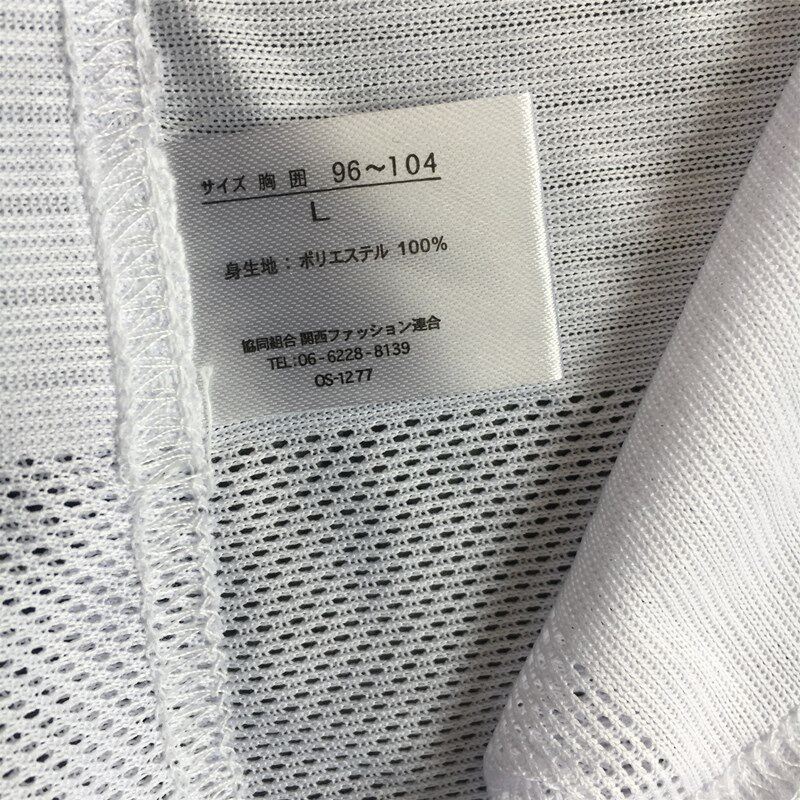 サイズ 胸 囲 96〜104
L
身生地：ポリエステル 100%
協同組合 関西ファッション連合
TEL:06-6228-8139
OS-1277